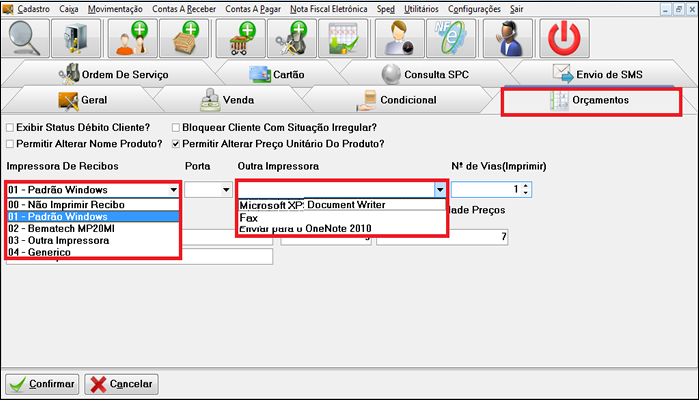 Cadastro Caixa Movimentação Contas A Receber Contas A Pagar Nota Fiscal Eletrônica Sped Utilitários Configurações Sair
Ordem De Serviço Cartão Consulta SPC Envio de SMS
Geral Venda Condicional Orçamentos
Exibir Status Débito Cliente? Bloquear Cliente Com Situação Irregular?
Permitir Alterar Nome Produto? Permitir Alterar Preço Unitário Do Produto?
Impressora De Recibos Porta Outra Impressora Nº de Vias(Imprimir)
01 - Padrão Windows 1
00 - Não Imprimir Recibo
Microsoft XPS Document Writer
01 - Padrão Windows
Fax
dade Preços
02 - Bematech MP20MI
Enviar para o OneNote 2010
03 - Outra Impressora
7
04 - Generico
Confirmar Cancelar